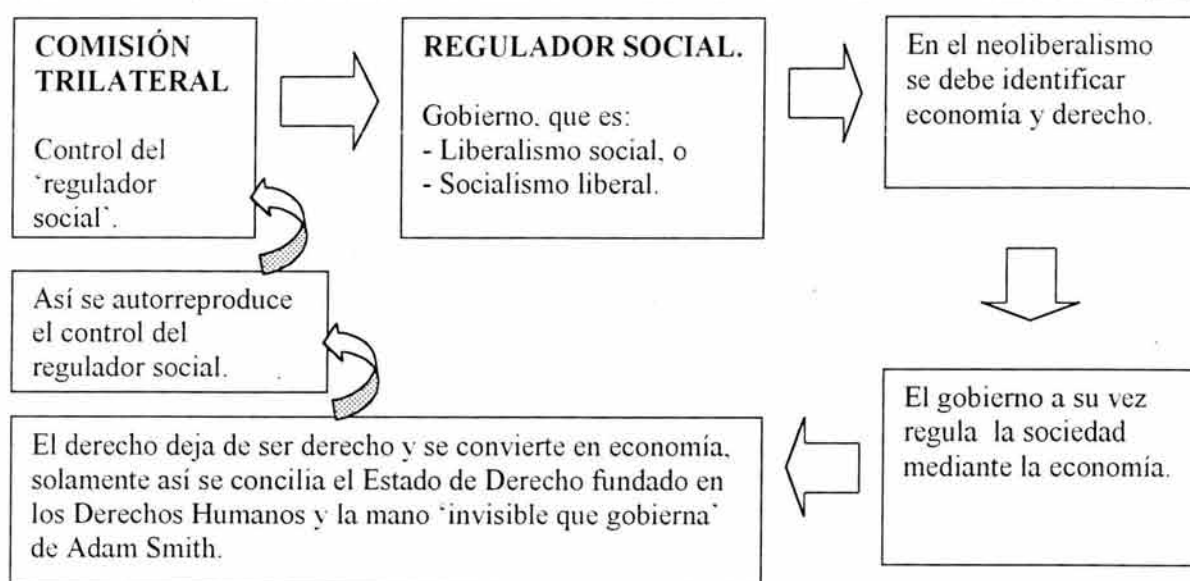 COMISIÓN
TRILATERAL
Control del
‘regulador
social‘.
REGULADOR SOCIAL.
Gobierno, que es:
- Liberalismo social, o
- Socialismo liberal.
En el neoliberalismo
se debe identificar
economía y derecho.
El gobierno a su vez
regula la sociedad
mediante la economía.
El derecho deja de ser derecho y se convierte en economía,
solamente así se concilia el Estado de Derecho fundado en
los Derechos Humanos y la mano ‘invisible que gobierna‘
de Adam Smith.
Así se autorreproduce
el control del
regulador social.